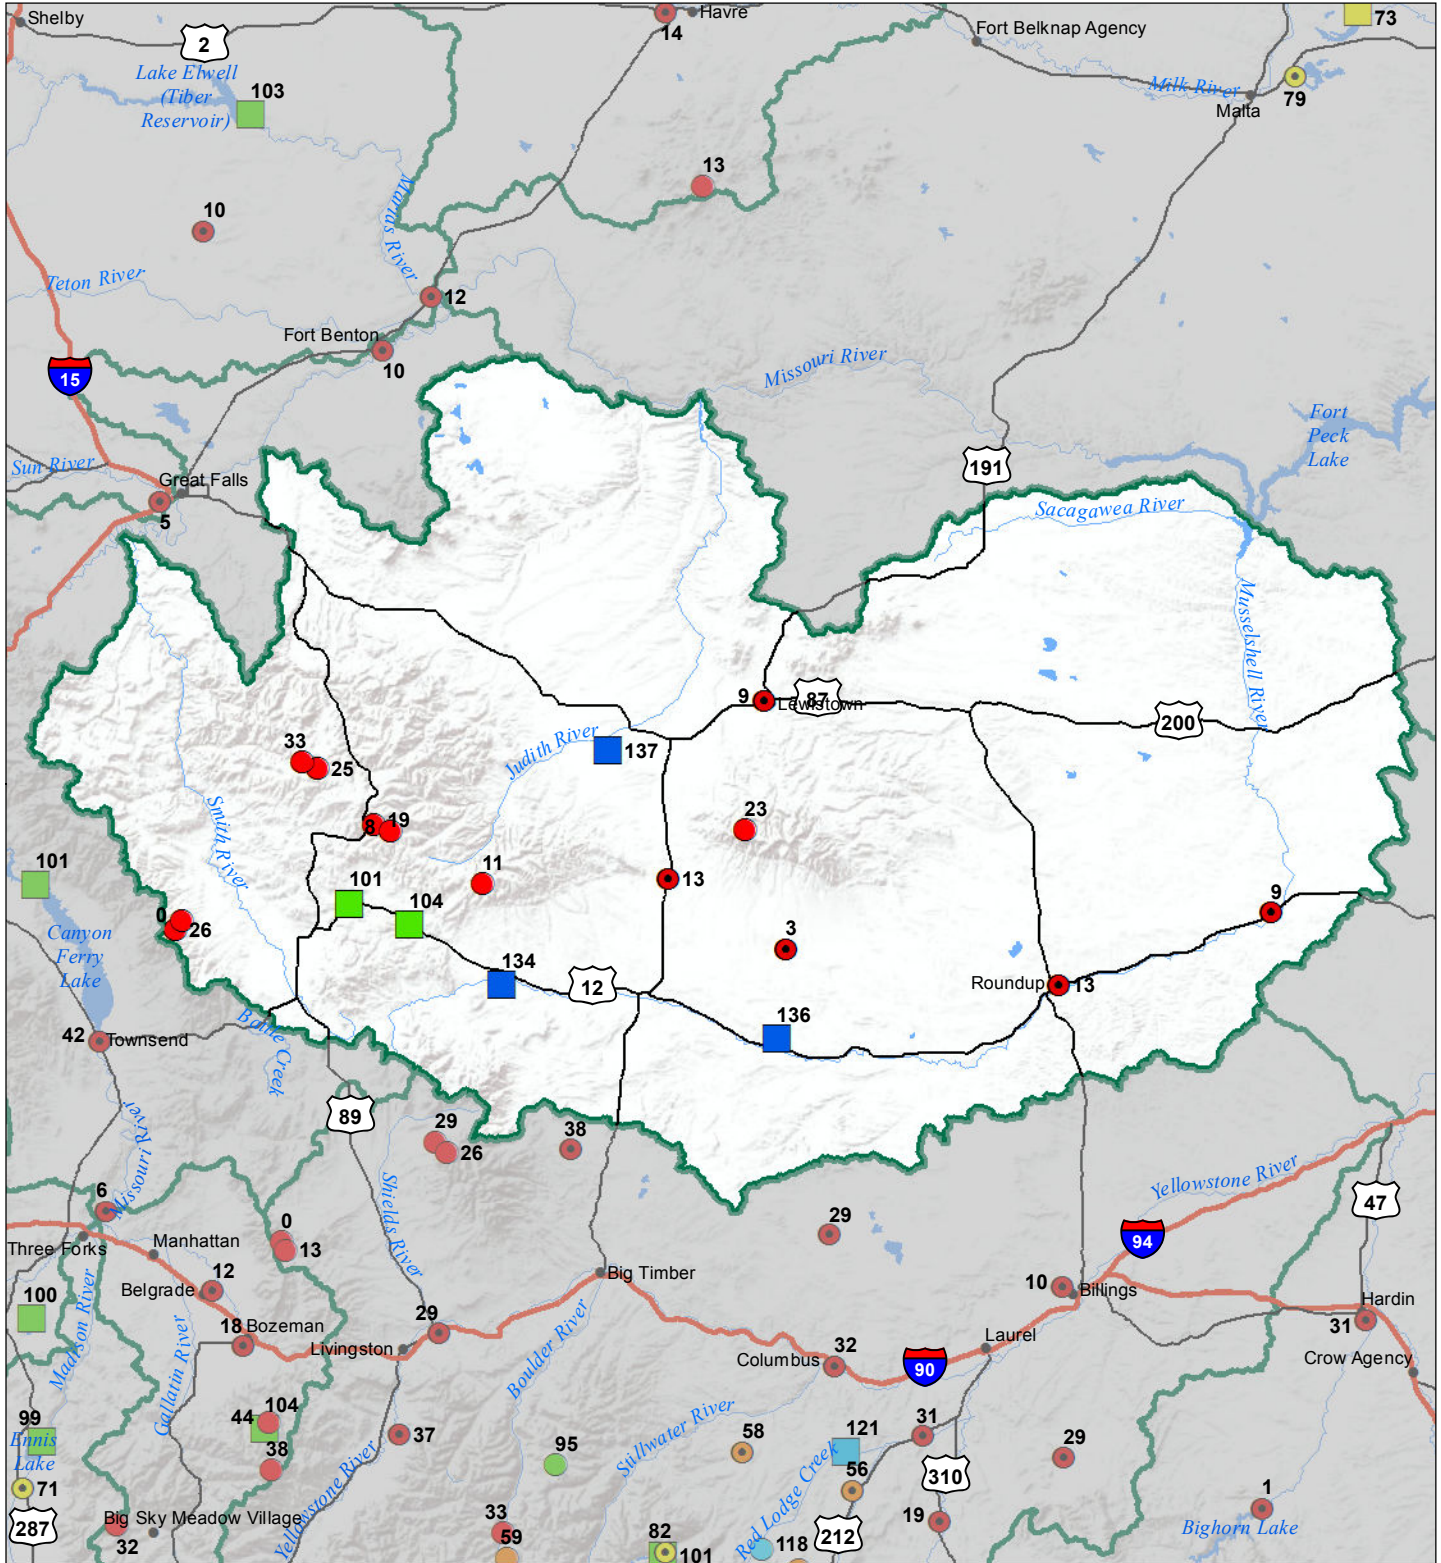 Shelby
2
Havre
14
Fort Belknap Agency
73
Lake Elwell
(Tiber
Reservoir)
103
Milk River
Malta
79
13
10
Marias River
Teton River
12
Fort Benton
10
15
Missouri River
Fort
Peck
Lake
Sun River
Great Falls
5
191
Sacagawea River
Musselshell River
9
87
Lewistown
200
Judith River
137
33
25
Smith River
8
19
23
101
11
13
101
104
9
0
26
Canyon
Ferry
Lake
3
134
12
Roundup
13
136
Battle Creek
42
Townsend
89
29
26
38
Missouri River
Shields River
Yellowstone River
47
6
0
13
29
94
Three Forks
Manhattan
Belgrade
12
Big Timber
10
Billings
Hardin
31
100
Madison River
18
Bozeman
29
Livingston
Gallatin River
Boulder River
Columbus
32
90
Laurel
Crow Agency
99
Ennis
Lake
44
104
38
37
Yellowstone River
95
Stillwater River
58
121
31
29
310
56
71
287
Big Sky Meadow Village
32
33
59
82
101
Red Lodge Creek
118
212
19
1
Bighorn Lake